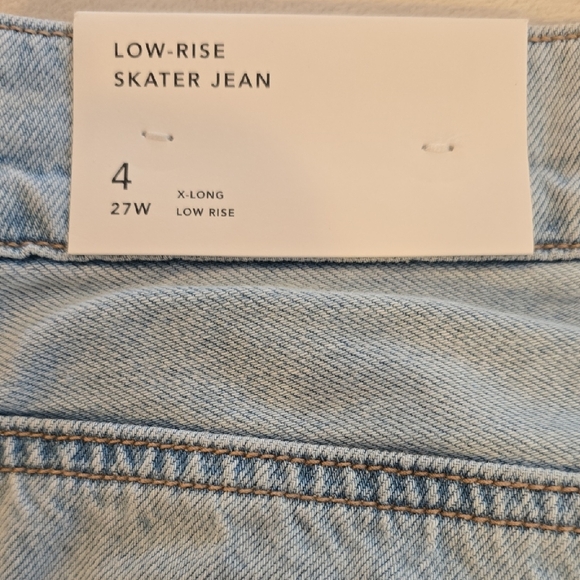 LOW-RISE
SKATER JEAN
4
27W
X-LONG
LOW RISE